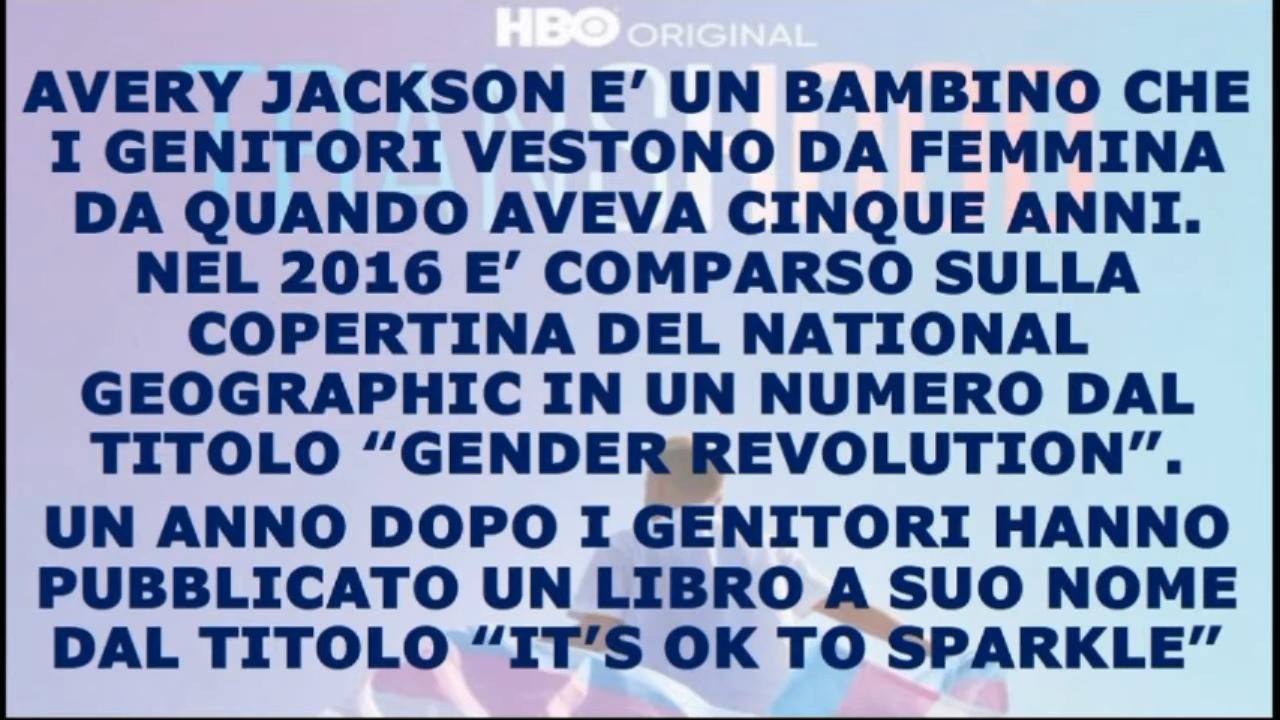 HBO ORIGINAL
TRANSHOOD
AVERY JACKSON E’ UN BAMBINO CHE
I GENITORI VESTONO DA FEMMINA
DA QUANDO AVEVA CINQUE ANNI.
NEL 2016 E’ COMPARSO SULLA
COPERTINA DEL NATIONAL
GEOGRAPHIC IN UN NUMERO DAL
TITOLO “GENDER REVOLUTION”.
UN ANNO DOPO I GENITORI HANNO
PUBBLICATO UN LIBRO A SUO NOME
DAL TITOLO “IT’S OK TO SPARKLE”